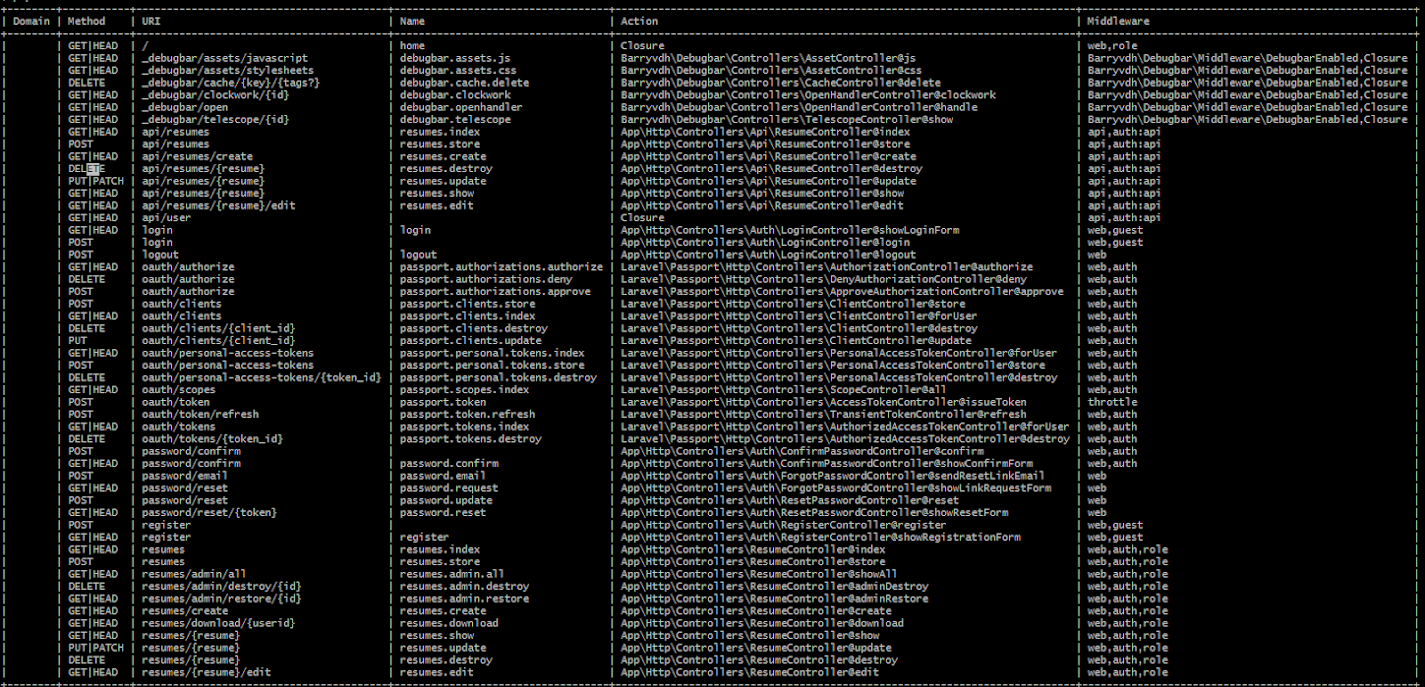 | Domain | Method | URI | Name | Action | Middleware |
| | GET|HEAD | / | home | Closure | web,role |
| | GET|HEAD | _debugbar/assets/javascript | debugbar.assets.js | Barryvdh\Debugbar\Controllers\AssetController@js | Barryvdh\Debugbar\Middleware\DebugbarEnabled,Closure |
| | GET|HEAD | _debugbar/assets/stylesheets | debugbar.assets.css | Barryvdh\Debugbar\Controllers\AssetController@css | Barryvdh\Debugbar\Middleware\DebugbarEnabled,Closure |
| | DELETE | _debugbar/cache/{key}/{tags?} | debugbar.cache.delete | Barryvdh\Debugbar\Controllers\CacheController@delete | Barryvdh\Debugbar\Middleware\DebugbarEnabled,Closure |
| | GET|HEAD | _debugbar/clockwork/{id} | debugbar.clockwork | Barryvdh\Debugbar\Controllers\OpenHandlerController@clockwork | Barryvdh\Debugbar\Middleware\DebugbarEnabled,Closure |
| | GET|HEAD | _debugbar/open | debugbar.openhandler | Barryvdh\Debugbar\Controllers\OpenHandlerController@handle | Barryvdh\Debugbar\Middleware\DebugbarEnabled,Closure |
| | GET|HEAD | _debugbar/telescope/{id} | debugbar.telescope | Barryvdh\Debugbar\Controllers\TelescopeController@show | Barryvdh\Debugbar\Middleware\DebugbarEnabled,Closure |
| | GET|HEAD | api/resumes | resumes.index | App\Http\Controllers\Api\ResumeController@index | api,auth:api |
| | POST | api/resumes | resumes.store | App\Http\Controllers\Api\ResumeController@store | api,auth:api |
| | GET|HEAD | api/resumes/create | resumes.create | App\Http\Controllers\Api\ResumeController@create | api,auth:api |
| | DELETE | api/resumes/{resume} | resumes.destroy | App\Http\Controllers\Api\ResumeController@destroy | api,auth:api |
| | PUT|PATCH | api/resumes/{resume} | resumes.update | App\Http\Controllers\Api\ResumeController@update | api,auth:api |
| | GET|HEAD | api/resumes/{resume} | resumes.show | App\Http\Controllers\Api\ResumeController@show | api,auth:api |
| | GET|HEAD | api/resumes/{resume}/edit | resumes.edit | App\Http\Controllers\Api\ResumeController@edit | api,auth:api |
| | GET|HEAD | api/user | | Closure | api,auth:api |
| | GET|HEAD | login | login | App\Http\Controllers\Auth\LoginController@showLoginForm | web,guest |
| | POST | login | | App\Http\Controllers\Auth\LoginController@login | web,guest |
| | POST | logout | logout | App\Http\Controllers\Auth\LoginController@logout | web |
| | GET|HEAD | oauth/authorize | passport.authorizations.authorize | Laravel\Passport\Http\Controllers\AuthorizationController@authorize | web,auth |
| | DELETE | oauth/authorize | passport.authorizations.deny | Laravel\Passport\Http\Controllers\DenyAuthorizationController@deny | web,auth |
| | POST | oauth/authorize | passport.authorizations.approve | Laravel\Passport\Http\Controllers\ApproveAuthorizationController@approve | web,auth |
| | POST | oauth/clients | passport.clients.store | Laravel\Passport\Http\Controllers\ClientController@store | web,auth |
| | GET|HEAD | oauth/clients | passport.clients.index | Laravel\Passport\Http\Controllers\ClientController@forUser | web,auth |
| | DELETE | oauth/clients/{client_id} | passport.clients.destroy | Laravel\Passport\Http\Controllers\ClientController@destroy | web,auth |
| | PUT | oauth/clients/{client_id} | passport.clients.update | Laravel\Passport\Http\Controllers\ClientController@update | web,auth |
| | GET|HEAD | oauth/personal-access-tokens | passport.personal.tokens.index | Laravel\Passport\Http\Controllers\PersonalAccessTokenController@forUser | web,auth |
| | POST | oauth/personal-access-tokens | passport.personal.tokens.store | Laravel\Passport\Http\Controllers\PersonalAccessTokenController@store | web,auth |
| | DELETE | oauth/personal-access-tokens/{token_id} | passport.personal.tokens.destroy | Laravel\Passport\Http\Controllers\PersonalAccessTokenController@destroy | web,auth |
| | GET|HEAD | oauth/scopes | passport.scopes.index | Laravel\Passport\Http\Controllers\ScopeController@all | web,auth |
| | POST | oauth/token | passport.token | Laravel\Passport\Http\Controllers\AccessTokenController@issueToken | throttle |
| | POST | oauth/token/refresh | passport.token.refresh | Laravel\Passport\Http\Controllers\TransientTokenController@refresh | web,auth |
| | GET|HEAD | oauth/tokens | passport.tokens.index | Laravel\Passport\Http\Controllers\AuthorizedAccessTokenController@forUser | web,auth |
| | DELETE | oauth/tokens/{token_id} | passport.tokens.destroy | Laravel\Passport\Http\Controllers\AuthorizedAccessTokenController@destroy | web,auth |
| | POST | password/confirm | | App\Http\Controllers\Auth\ConfirmPasswordController@confirm | web,auth |
| | GET|HEAD | password/confirm | password.confirm | App\Http\Controllers\Auth\ConfirmPasswordController@showConfirmForm | web,auth |
| | POST | password/email | password.email | App\Http\Controllers\Auth\ForgotPasswordController@sendResetLinkEmail | web |
| | GET|HEAD | password/reset | password.request | App\Http\Controllers\Auth\ForgotPasswordController@showLinkRequestForm | web |
| | POST | password/reset | password.update | App\Http\Controllers\Auth\ResetPasswordController@reset | web |
| | GET|HEAD | password/reset/{token} | password.reset | App\Http\Controllers\Auth\ResetPasswordController@showResetForm | web |
| | POST | register | | App\Http\Controllers\Auth\RegisterController@register | web,guest |
| | GET|HEAD | register | register | App\Http\Controllers\Auth\RegisterController@showRegistrationForm | web,guest |
| | GET|HEAD | resumes | resumes.index | App\Http\Controllers\ResumeController@index | web,auth,role |
| | POST | resumes | resumes.store | App\Http\Controllers\ResumeController@store | web,auth,role |
| | GET|HEAD | resumes/admin/all | resumes.admin.all | App\Http\Controllers\ResumeController@showAll | web,auth,role |
| | DELETE | resumes/admin/destroy/{id} | resumes.admin.destroy | App\Http\Controllers\ResumeController@adminDestroy | web,auth,role |
| | GET|HEAD | resumes/admin/restore/{id} | resumes.admin.restore | App\Http\Controllers\ResumeController@adminRestore | web,auth,role |
| | GET|HEAD | resumes/create | resumes.create | App\Http\Controllers\ResumeController@create | web,auth,role |
| | GET|HEAD | resumes/download/{userid} | resumes.download | App\Http\Controllers\ResumeController@download | web,auth,role |
| | GET|HEAD | resumes/{resume} | resumes.show | App\Http\Controllers\ResumeController@show | web,auth,role |
| | PUT|PATCH | resumes/{resume} | resumes.update | App\Http\Controllers\ResumeController@update | web,auth,role |
| | DELETE | resumes/{resume} | resumes.destroy | App\Http\Controllers\ResumeController@destroy | web,auth,role |
| | GET|HEAD | resumes/{resume}/edit | resumes.edit | App\Http\Controllers\ResumeController@edit | web,auth,role |